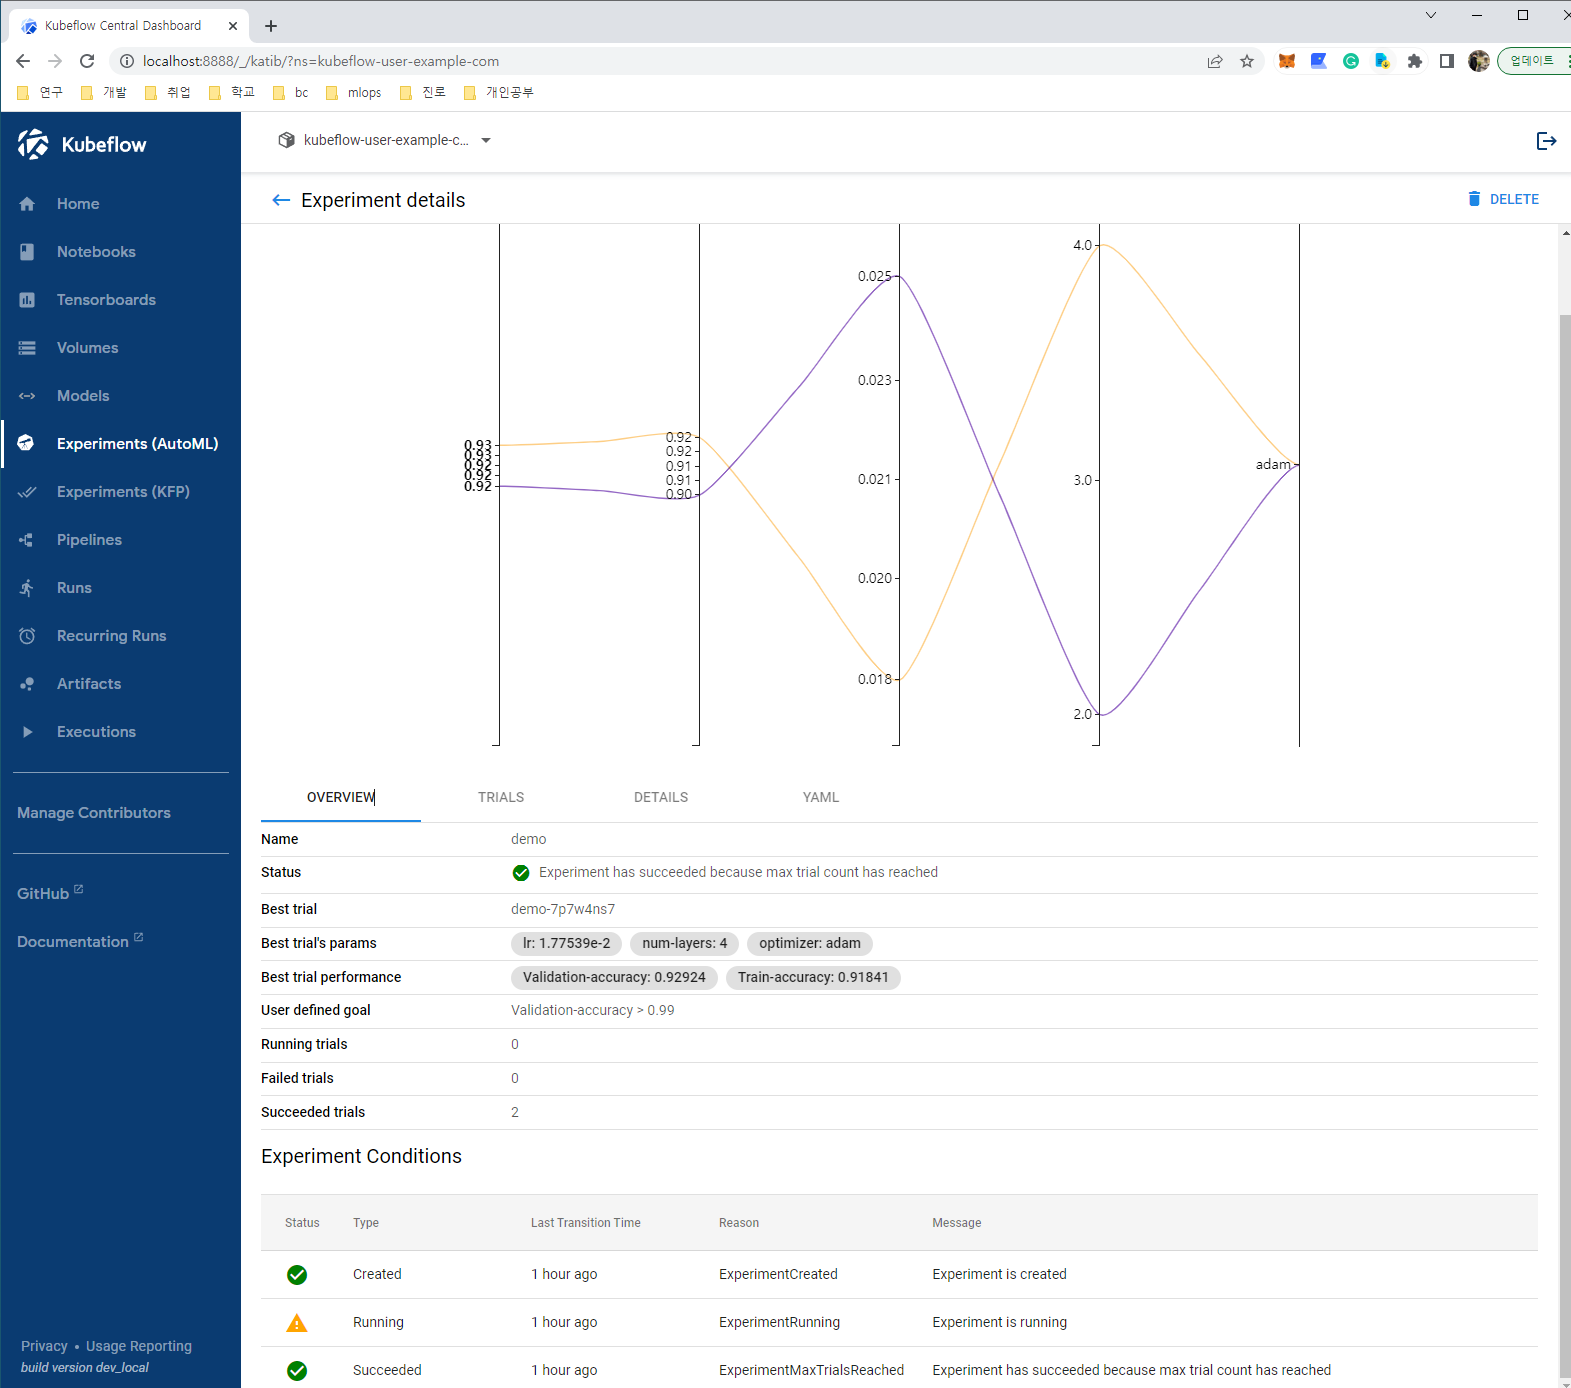 Kubeflow Central Dashboard
localhost:8888/_/katib/?ns=kubeflow-user-example-com
업데이트
연구 개발 취업 학교 bc mlops 진로 개인공부
Kubeflow
kubeflow-user-example-c...
Home
Notebooks
Tensorboards
Volumes
Models
Experiments (AutoML)
Experiments (KFP)
Pipelines
Runs
Recurring Runs
Artifacts
Executions
Manage Contributors
GitHub
Documentation
Privacy • Usage Reporting
build version dev_local
Experiment details
DELETE
0.93
0.93
0.92
0.92
0.92
0.92
0.92
0.91
0.91
0.90
0.025
0.023
0.021
0.020
0.018
4.0
3.0
2.0
adam
OVERVIEW TRIALS DETAILS YAML
Name demo
Status Experiment has succeeded because max trial count has reached
Best trial demo-7p7w4ns7
Best trial's params lr: 1.77539e-2 num-layers: 4 optimizer: adam
Best trial performance Validation-accuracy: 0.92924 Train-accuracy: 0.91841
User defined goal Validation-accuracy > 0.99
Running trials 0
Failed trials 0
Succeeded trials 2
Experiment Conditions
Status Type Last Transition Time Reason Message
Created 1 hour ago ExperimentCreated Experiment is created
Running 1 hour ago ExperimentRunning Experiment is running
Succeeded 1 hour ago ExperimentMaxTrialsReached Experiment has succeeded because max trial count has reached